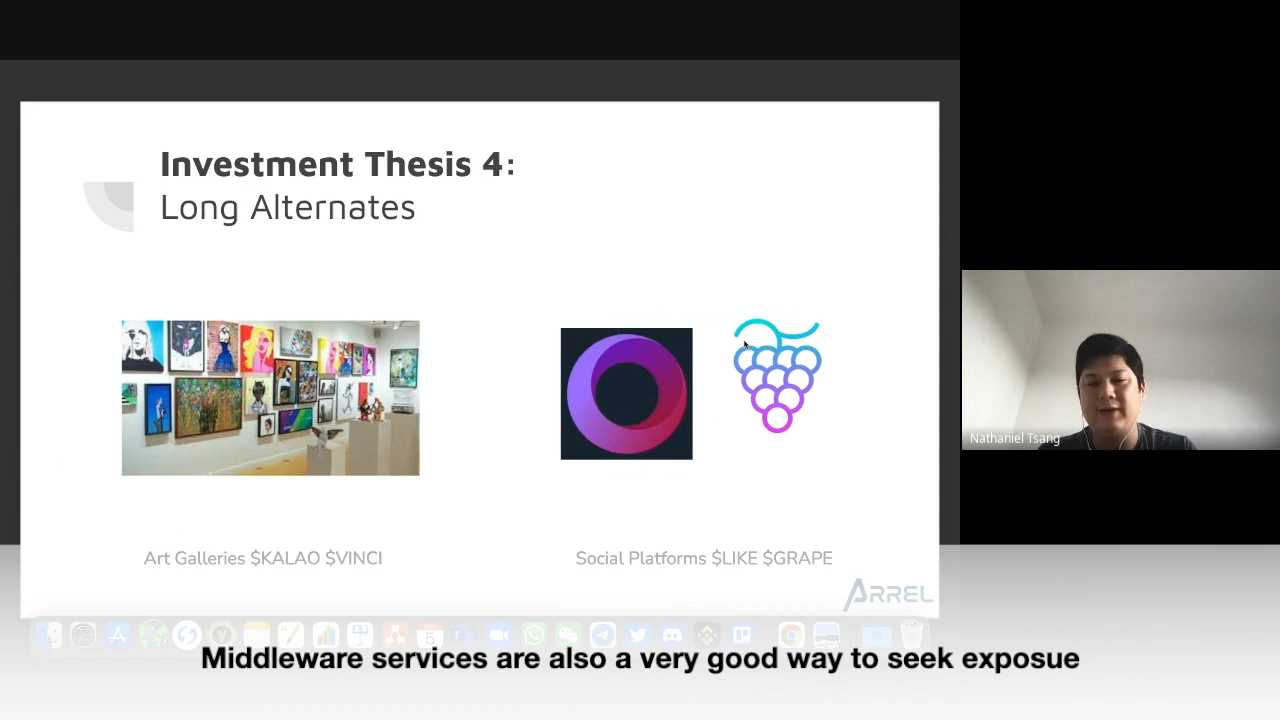 Investment Thesis 4:
Long Alternates
Nathaniel Tsang
Art Galleries $KALAO $VINCI
Social Platforms $LIKE $GRAPE
ARREL
5
Middleware services are also a very good way to seek exposue